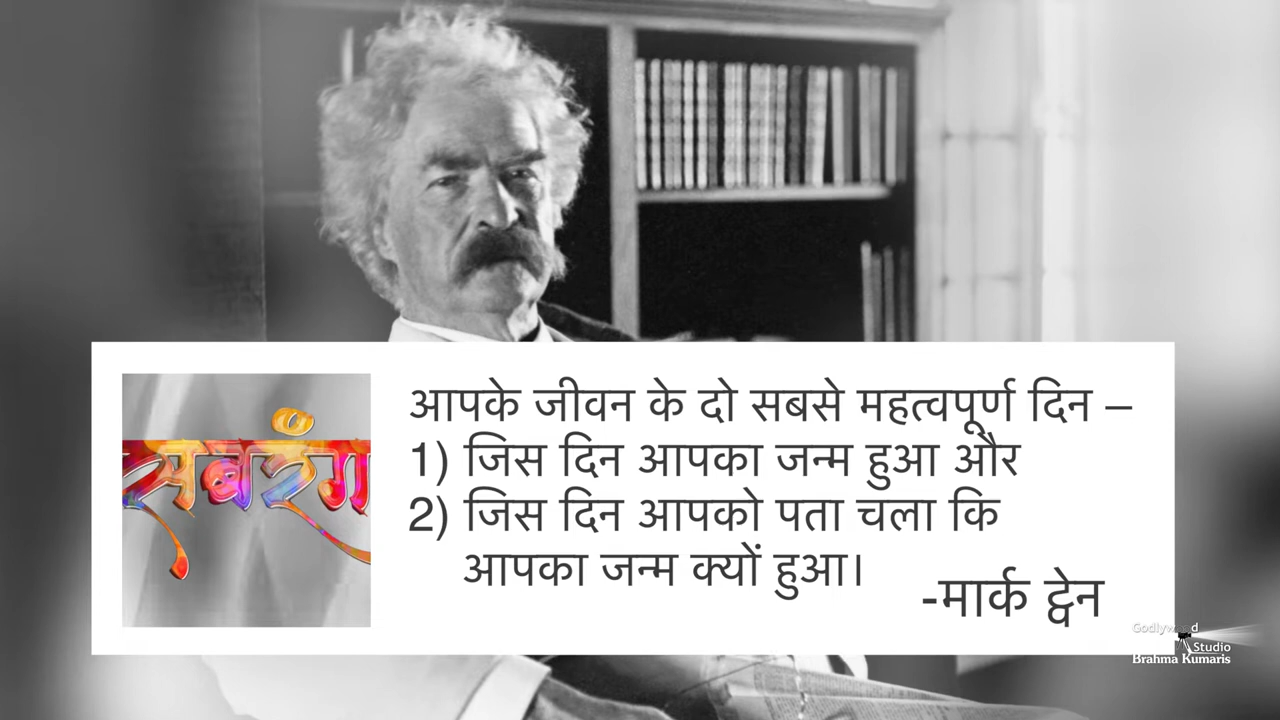 सबरंग
आपके जीवन के दो सबसे महत्वपूर्ण दिन –
1) जिस दिन आपका जन्म हुआ और
2) जिस दिन आपको पता चला कि
आपका जन्म क्यों हुआ।
-मार्क ट्वेन
Godlywood
Studio
Brahma Kumaris